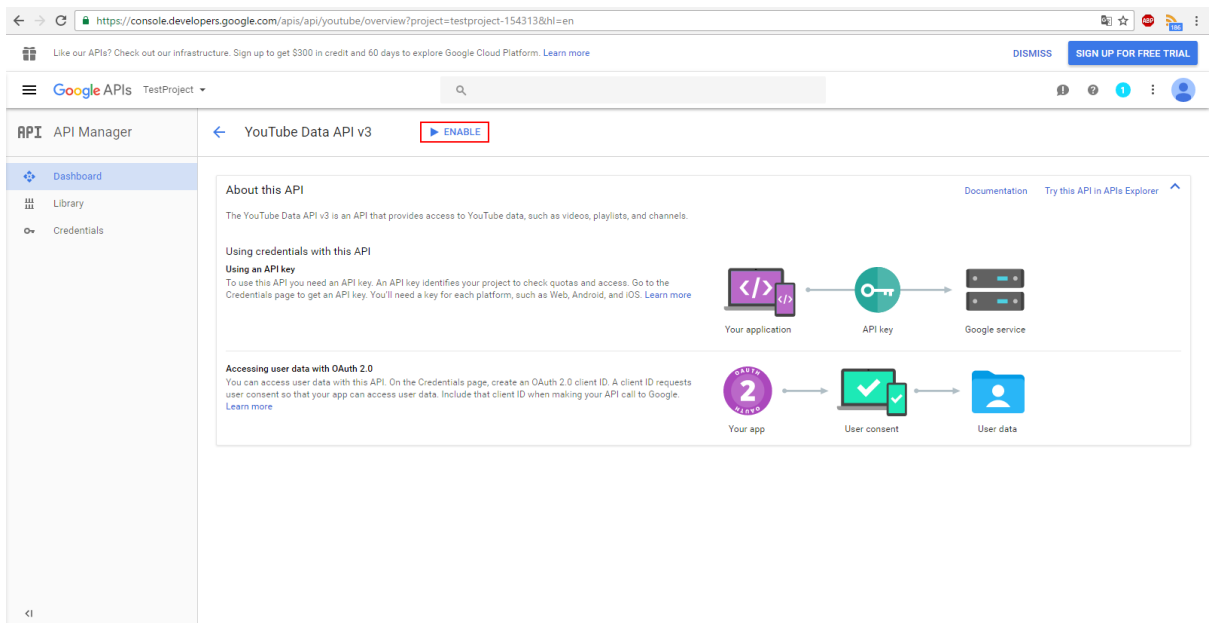 https://console.developers.google.com/apis/api/youtube/overview?project=testproject-154313&hl=en
ABP
186
Like our APIs? Check out our infrastructure. Sign up to get $300 in credit and 60 days to explore Google Cloud Platform. Learn more
DISMISS
SIGN UP FOR FREE TRIAL
Google APIs TestProject
1
API API Manager
YouTube Data API v3
ENABLE
Dashboard
Library
Credentials
About this API
Documentation
Try this API in APIs Explorer
The YouTube Data API v3 is an API that provides access to YouTube data, such as videos, playlists, and channels.
Using credentials with this API
Using an API key
To use this API you need an API key. An API key identifies your project to check quotas and access. Go to the
Credentials page to get an API key. You'll need a key for each platform, such as Web, Android, and iOS. Learn more
</>
</>
Your application
API key
Google service
Accessing user data with OAuth 2.0
You can access user data with this API. On the Credentials page, create an OAuth 2.0 client ID. A client ID requests
user consent so that your app can access user data. Include that client ID when making your API call to Google.
Learn more
OAUTH
2
OAUTH
Your app
User consent
User data